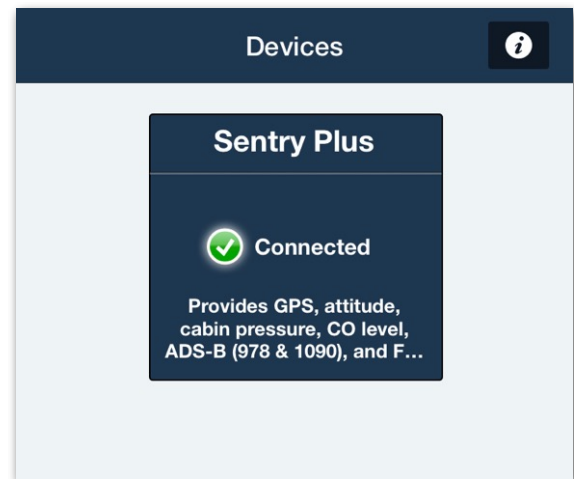 Devices
Sentry Plus
Connected
Provides GPS, attitude,
cabin pressure, CO level,
ADS-B (978 & 1090), and F...